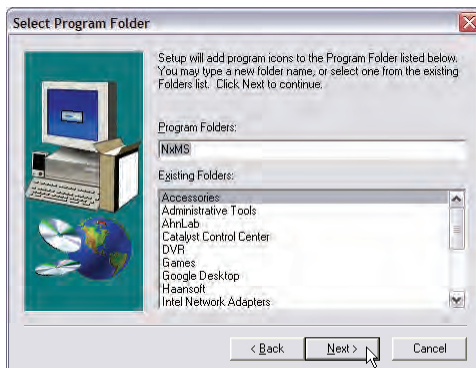 Select Program Folder
Setup will add program icons to the Program Folder listed below.
You may type a new folder name, or select one from the existing
Folders list. Click Next to continue.
Program Folders:
NxMS
Existing Folders:
Accessories
Administrative Tools
AhnLab
Catalyst Control Center
DVR
Games
Google Desktop
Haansoft
Intel Network Adapters
< Back
Next >
Cancel